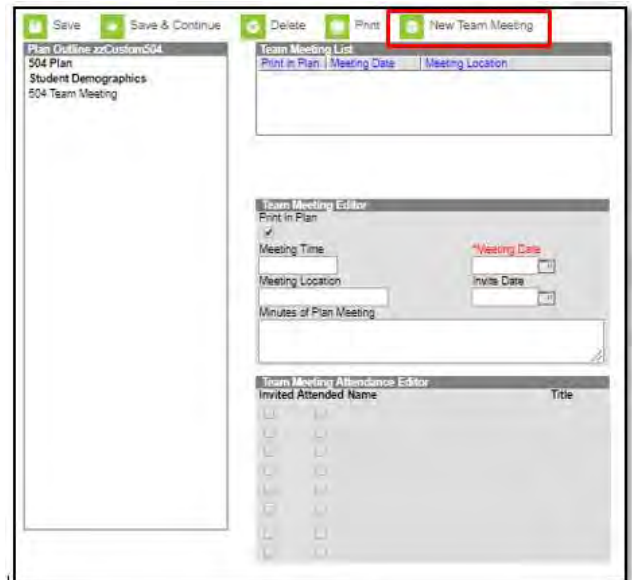 Save Save & Continue Delete Print New Team Meeting
Plan Outline zzCustom504
504 Plan
Student Demographics
504 Team Meeting
Team Meeting List
Print in Plan Meeting Date Meeting Location
Team Meeting Editor
Print in Plan
Meeting Time *Meeting Date
Meeting Location Invite Date
Minutes of Plan Meeting
Team Meeting Attendance Editor
Invited Attended Name Title